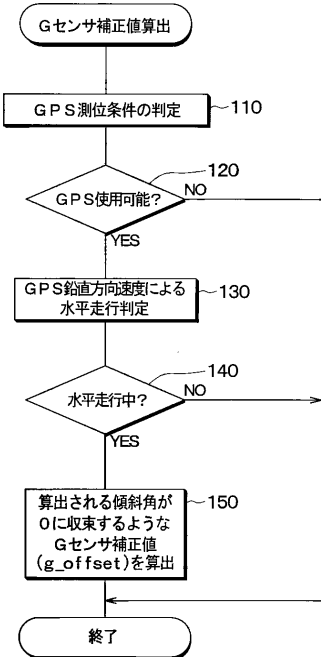 Gセンサ補正値算出
GPS測位条件の判定
110
120
GPS使用可能？
NO
YES
GPS鉛直方向速度による
水平走行判定
130
140
水平走行中？
NO
YES
算出される傾斜角が
0に収束するような
Gセンサ補正値
(g_offset)を算出
150
終了